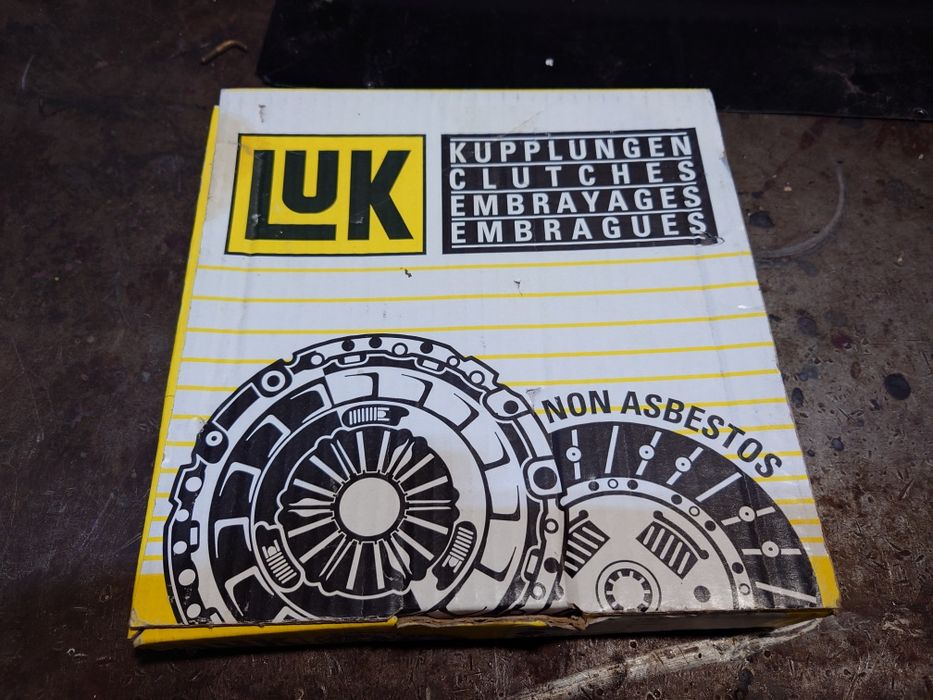 LUK
KUPPLUNGEN
CLUTCHES
EMBRAYAGES
EMBRAGUES
NON ASBESTOS